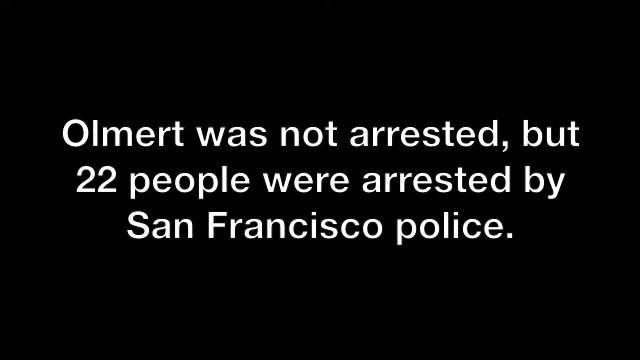 Olmert was not arrested, but
22 people were arrested by
San Francisco police.